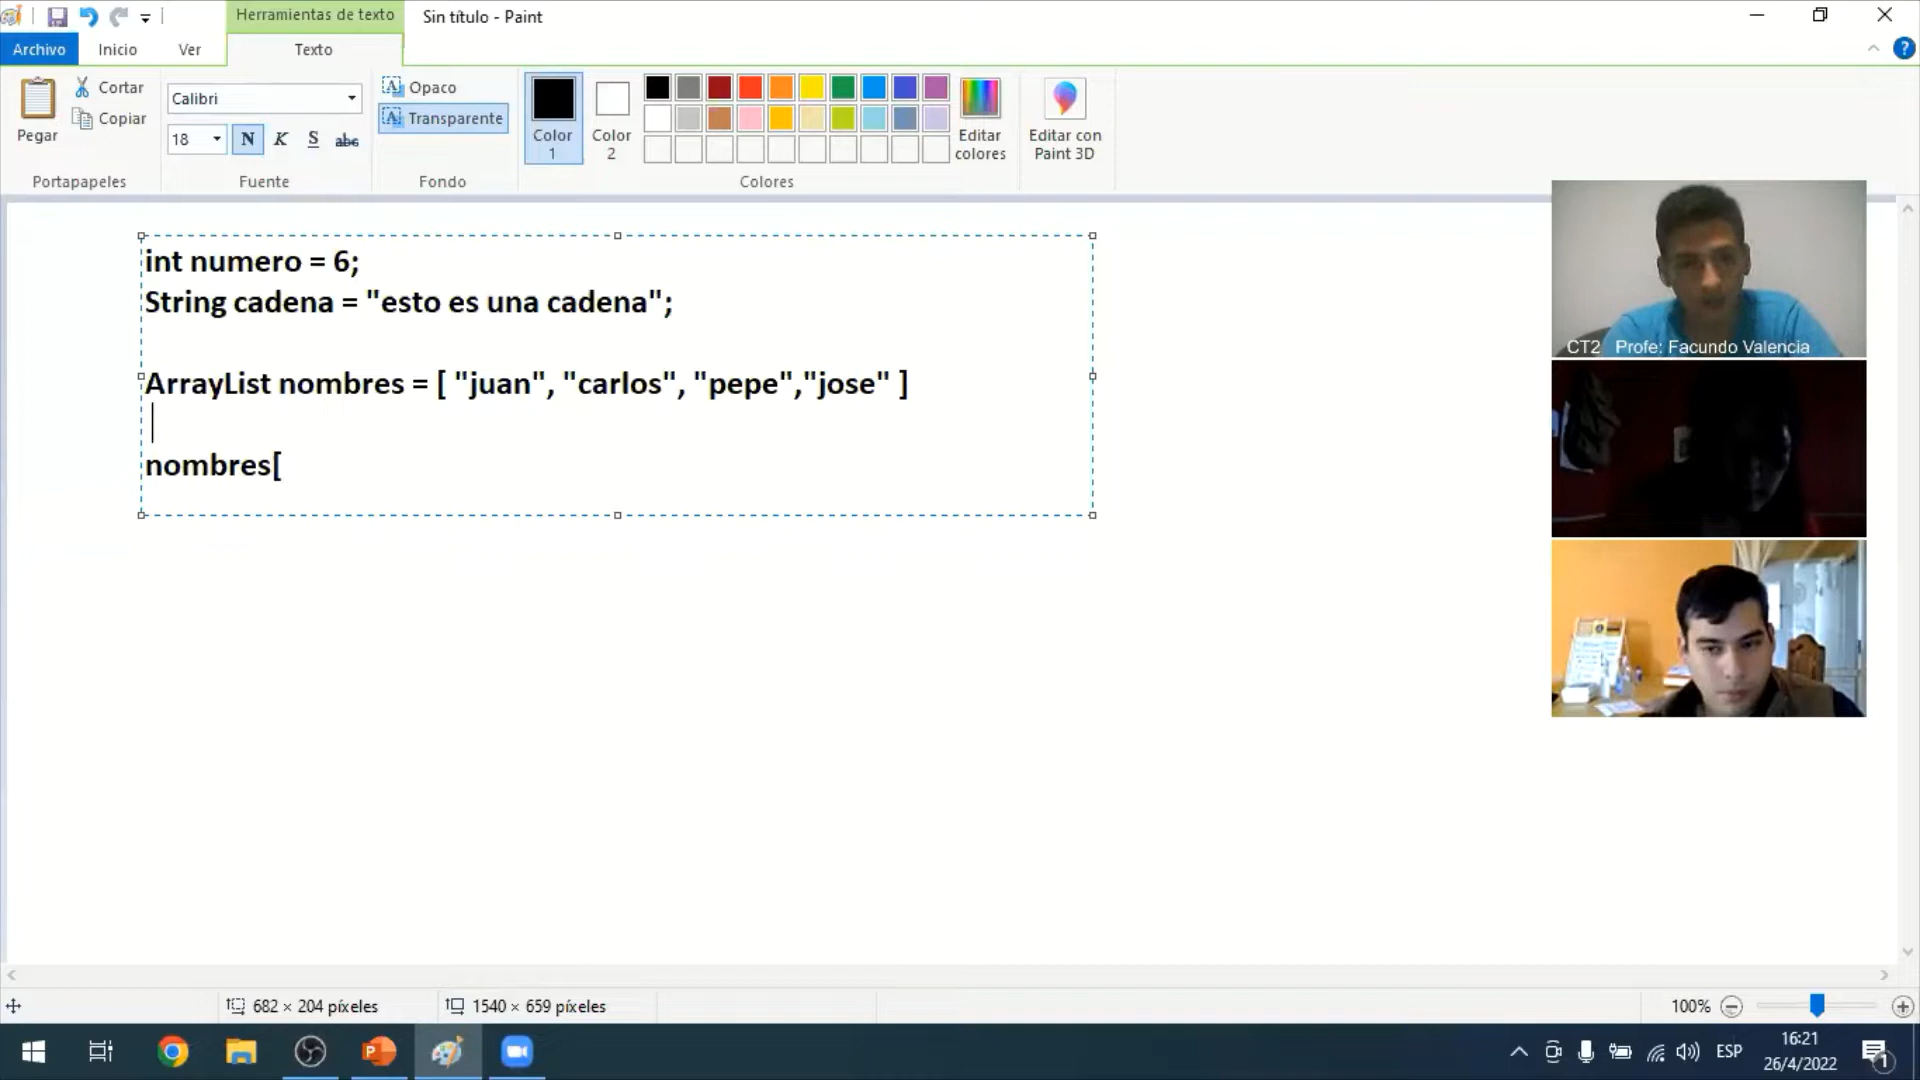 Herramientas de texto
Sin título - Paint
Archivo
Inicio
Ver
Texto
Pegar
Cortar
Copiar
Portapapeles
Calibri
18
N K S abc
Fuente
Opaco
Transparente
Fondo
Color 1
Color 2
Editar colores
Colores
Editar con Paint 3D
int numero = 6;
String cadena = "esto es una cadena";
ArrayList nombres = [ "juan", "carlos", "pepe","jose" ]
nombres[
CT2 Profe: Facundo Valencia
682 × 204 píxeles
1540 × 659 píxeles
100%
ESP
16:21
26/4/2022
1